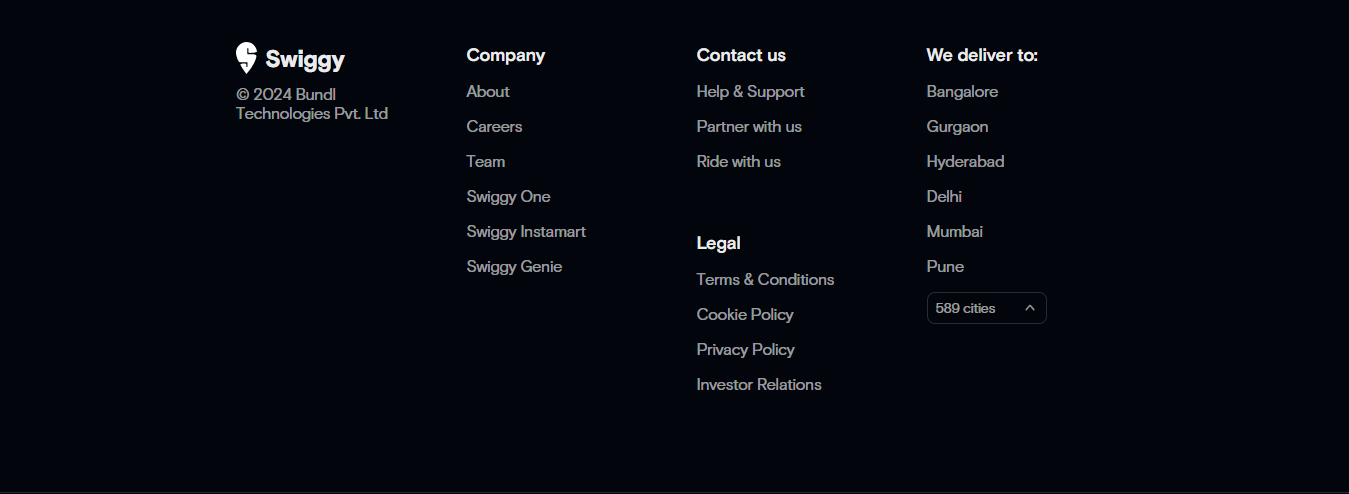 Swiggy
© 2024 Bundl
Technologies Pvt. Ltd
Company
About
Careers
Team
Swiggy One
Swiggy Instamart
Swiggy Genie
Contact us
Help & Support
Partner with us
Ride with us
Legal
Terms & Conditions
Cookie Policy
Privacy Policy
Investor Relations
We deliver to:
Bangalore
Gurgaon
Hyderabad
Delhi
Mumbai
Pune
589 cities